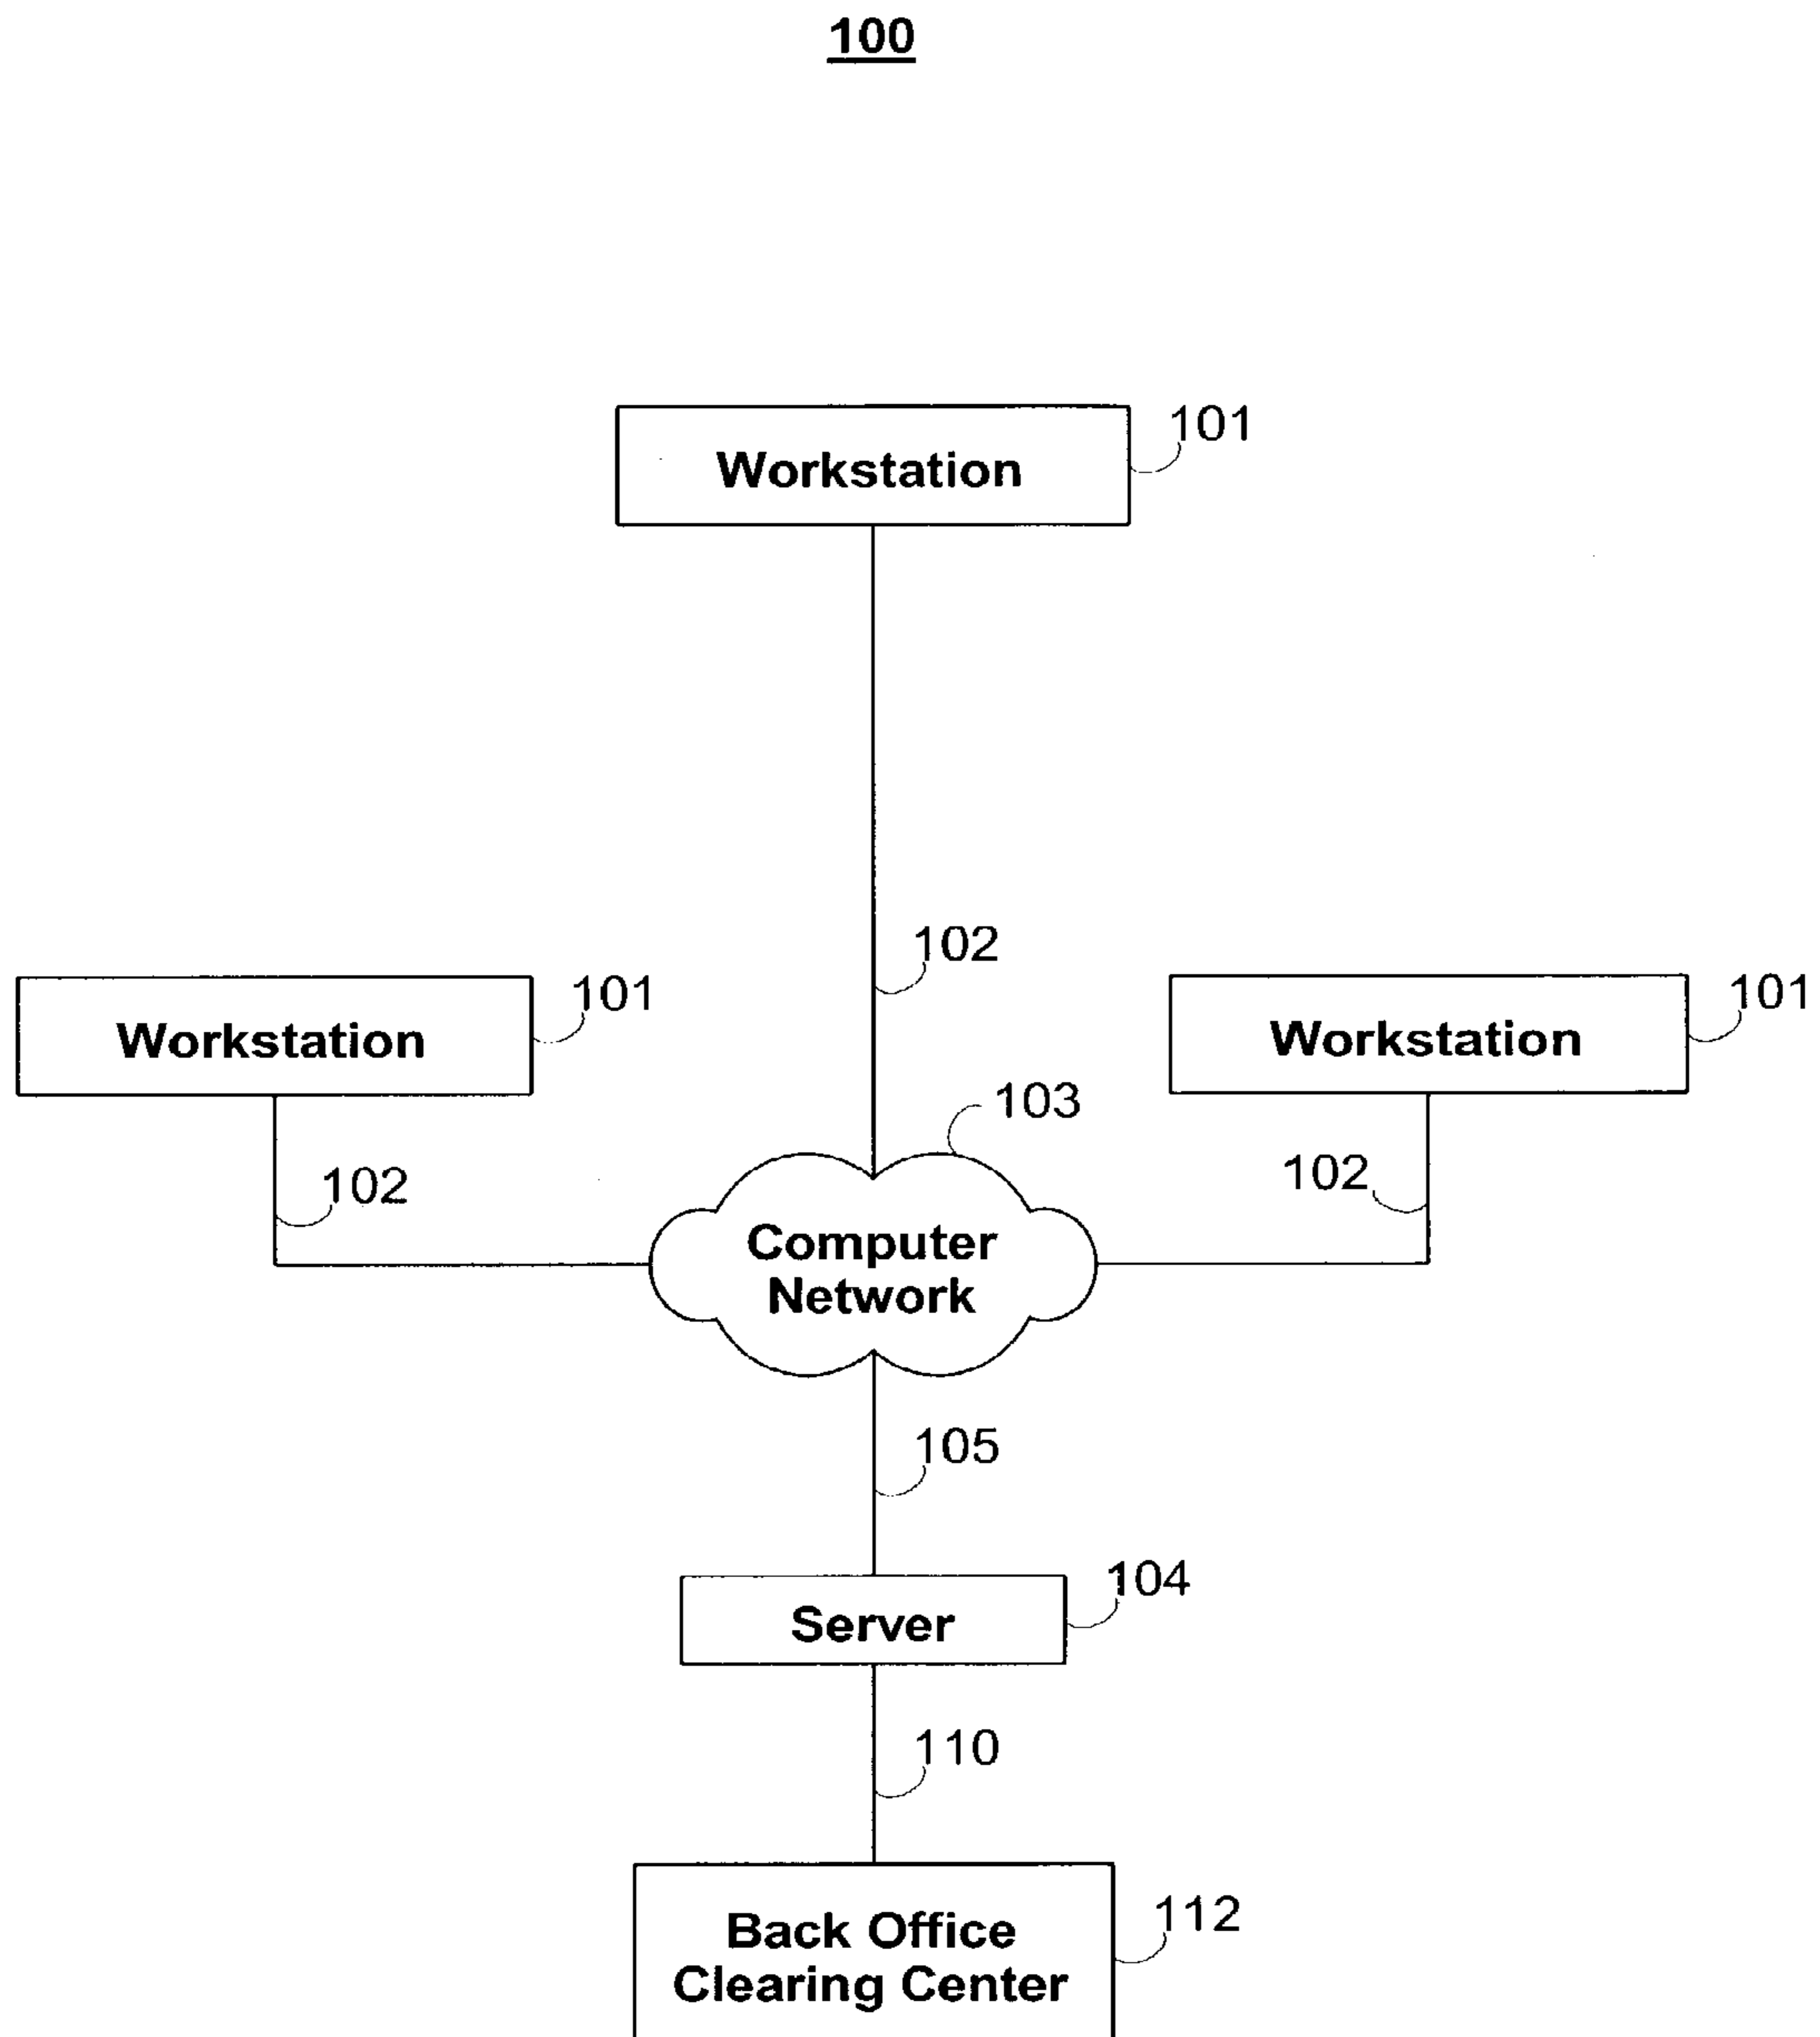 100
Workstation
101
102
Workstation
101
Workstation
101
103
102
102
Computer
Network
105
Server
104
110
Back Office
Clearing Center
112